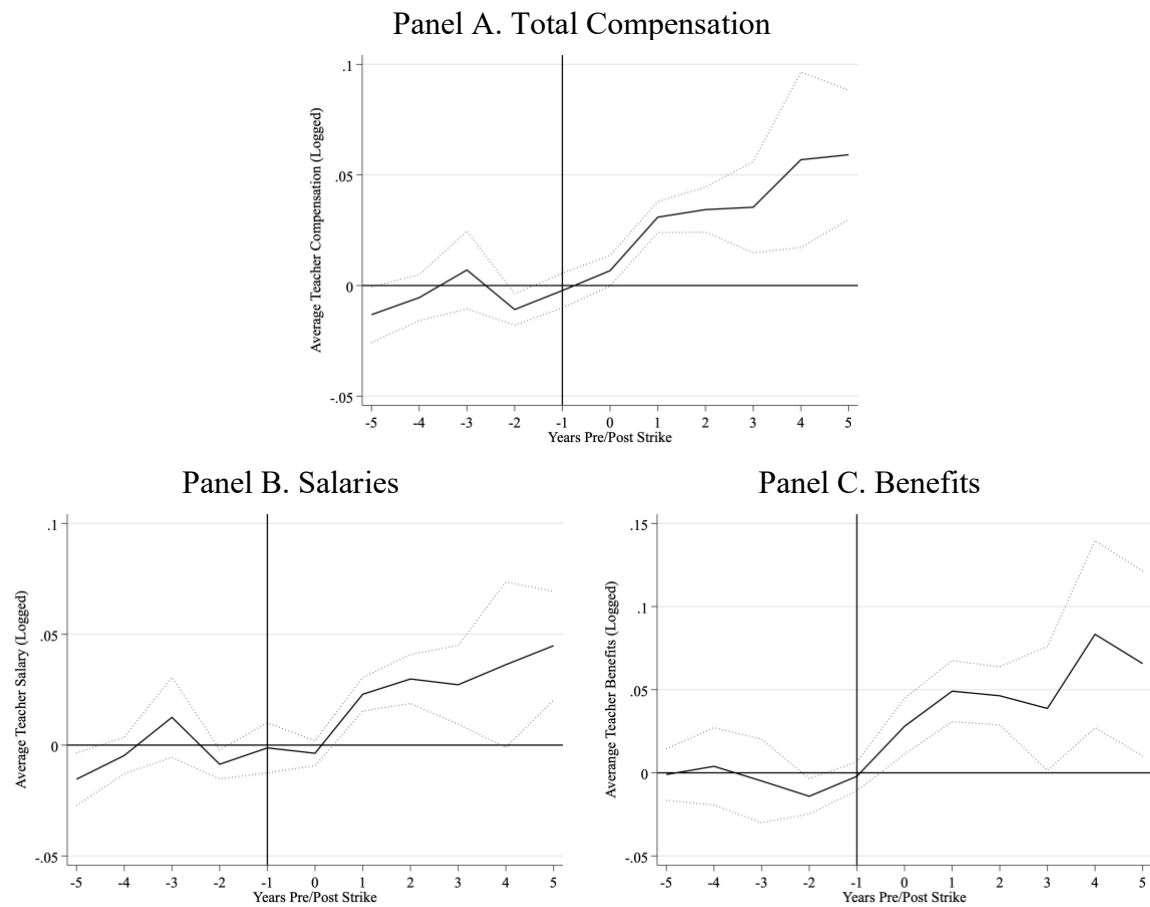 Panel A. Total Compensation
Average Teacher Compensation (Logged)
.1
.05
0
-.05
-5 -4 -3 -2 -1 0 1 2 3 4 5
Years Pre/Post Strike
Panel B. Salaries
Average Teacher Salary (Logged)
.1
.05
0
-.05
-5 -4 -3 -2 -1 0 1 2 3 4 5
Years Pre/Post Strike
Panel C. Benefits
Averange Teacher Benefits (Logged)
.15
.1
.05
0
-.05
-5 -4 -3 -2 -1 0 1 2 3 4 5
Years Pre/Post Strike